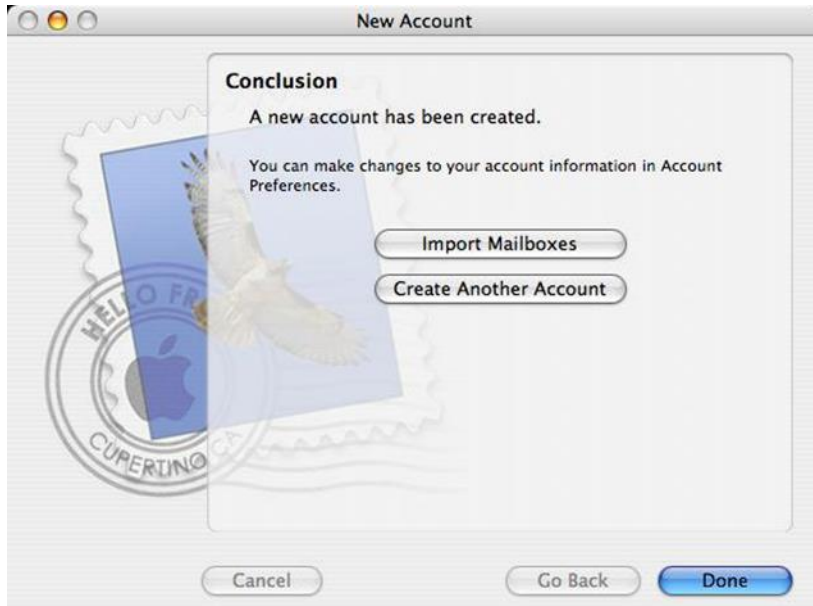 New Account
Conclusion
A new account has been created.
You can make changes to your account information in Account
Preferences.
Import Mailboxes
Create Another Account
HELLO FR
CUPERTINO CA
Cancel
Go Back
Done